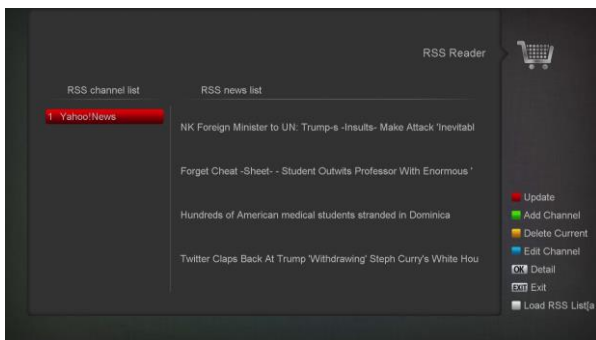 RSS Reader
RSS channel list
RSS news list
1 Yahoo!News
NK Foreign Minister to UN: Trump-s -Insults- Make Attack 'Inevitabl
Forget Cheat -Sheet- - Student Outwits Professor With Enormous '
Hundreds of American medical students stranded in Dominica
Twitter Claps Back At Trump 'Withdrawing' Steph Curry's White Hou
Update
Add Channel
Delete Current
Edit Channel
OK Detail
EXIT Exit
Load RSS List[a